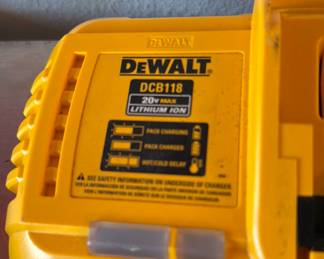 DEWALT
DEWALT®
DCB118
20V MAX
LITHIUM ION
PACK CHARGING
PACK CHARGED
HOT/COLD DELAY
SEE SAFETY INFORMATION ON UNDERSIDE OF CHARGER.